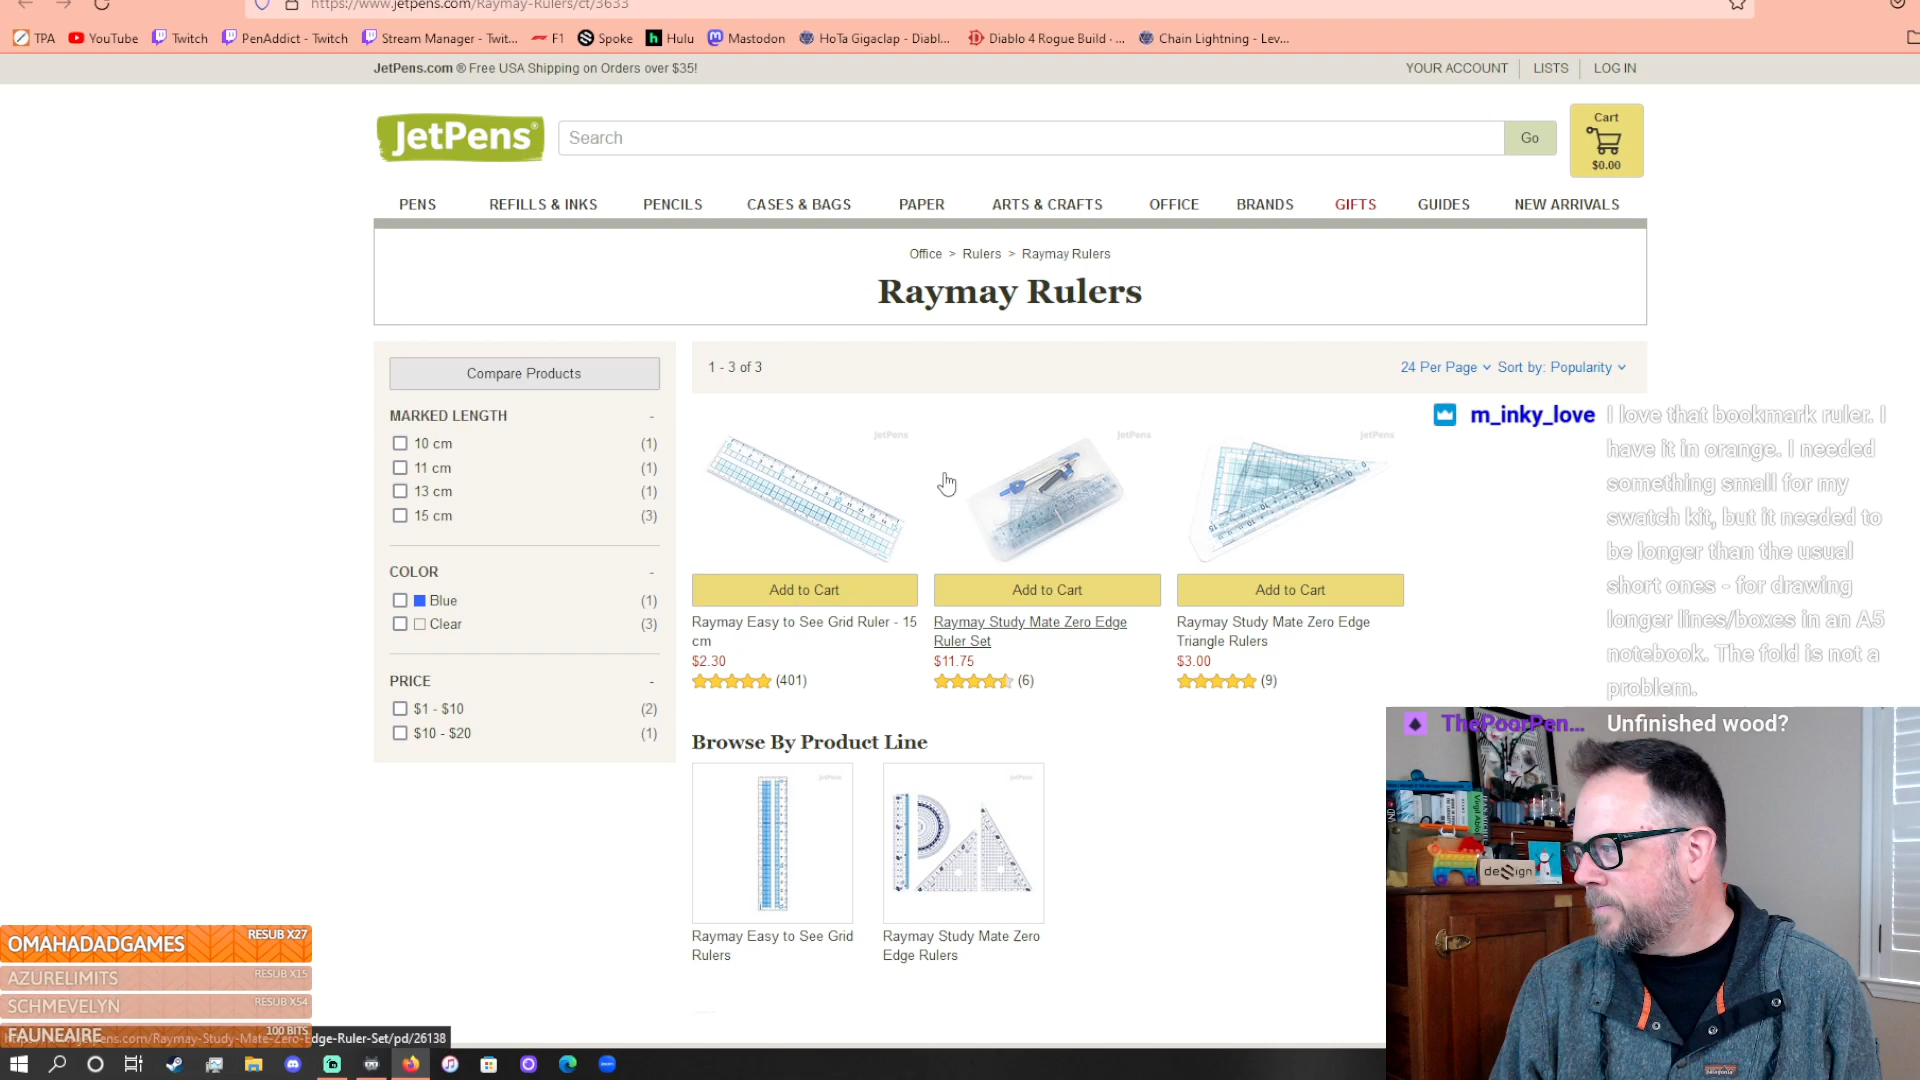 https://www.jetpens.com/Raymay-Rulers/ct/3633
TPA YouTube Twitch PenAddict - Twitch Stream Manager - Twit... F1 Spoke Hulu Mastodon HoTa Gigaclap - Diabl... Diablo 4 Rogue Build - ... Chain Lightning - Lev...
JetPens.com ® Free USA Shipping on Orders over $35!
YOUR ACCOUNT LISTS LOG IN
JetPens®
Search
Go
Cart
$0.00
PENS REFILLS & INKS PENCILS CASES & BAGS PAPER ARTS & CRAFTS OFFICE BRANDS GIFTS GUIDES NEW ARRIVALS
Office > Rulers > Raymay Rulers
Raymay Rulers
Compare Products
MARKED LENGTH -
10 cm (1)
11 cm (1)
13 cm (1)
15 cm (3)
COLOR -
Blue (1)
Clear (3)
PRICE -
$1 - $10 (2)
$10 - $20 (1)
1 - 3 of 3
24 Per Page Sort by: Popularity
JetPens
JetPens
JetPens
Add to Cart
Raymay Easy to See Grid Ruler - 15
cm
$2.30
(401)
Add to Cart
Raymay Study Mate Zero Edge
Ruler Set
$11.75
(6)
Add to Cart
Raymay Study Mate Zero Edge
Triangle Rulers
$3.00
(9)
Browse By Product Line
JetPens
JetPens
Raymay Easy to See Grid
Rulers
Raymay Study Mate Zero
Edge Rulers
m_inky_love I love that bookmark ruler. I
have it in orange. I needed
something small for my
swatch kit, but it needed to
be longer than the usual
short ones - for drawing
longer lines/boxes in an A5
notebook. The fold is not a
problem.
ThePoorPen... Unfinished wood?
Virgil Ablo
deSsign
patagonia
OMAHADADGAMES RESUB X27
AZURELIMITS RESUB X15
SCHMEVELYN RESUB X54
FAUNEAIRE 100 BITS
jetpens.com/Raymay-Study-Mate-Zero-Edge-Ruler-Set/pd/26138